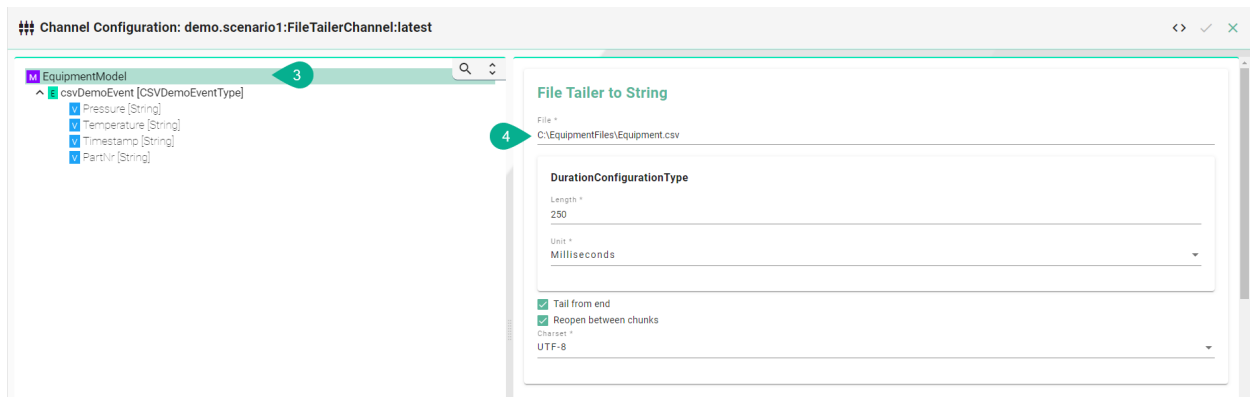 Channel Configuration: demo.scenario1:FileTailerChannel:latest
M EquipmentModel
3
E csvDemoEvent [CSVDemoEventType]
V Pressure [String]
V Temperature [String]
V Timestamp [String]
V PartNr [String]
File Tailer to String
File *
4
C:\EquipmentFiles\Equipment.csv
DurationConfigurationType
Length *
250
Unit *
Milliseconds
Tail from end
Reopen between chunks
Charset *
UTF-8